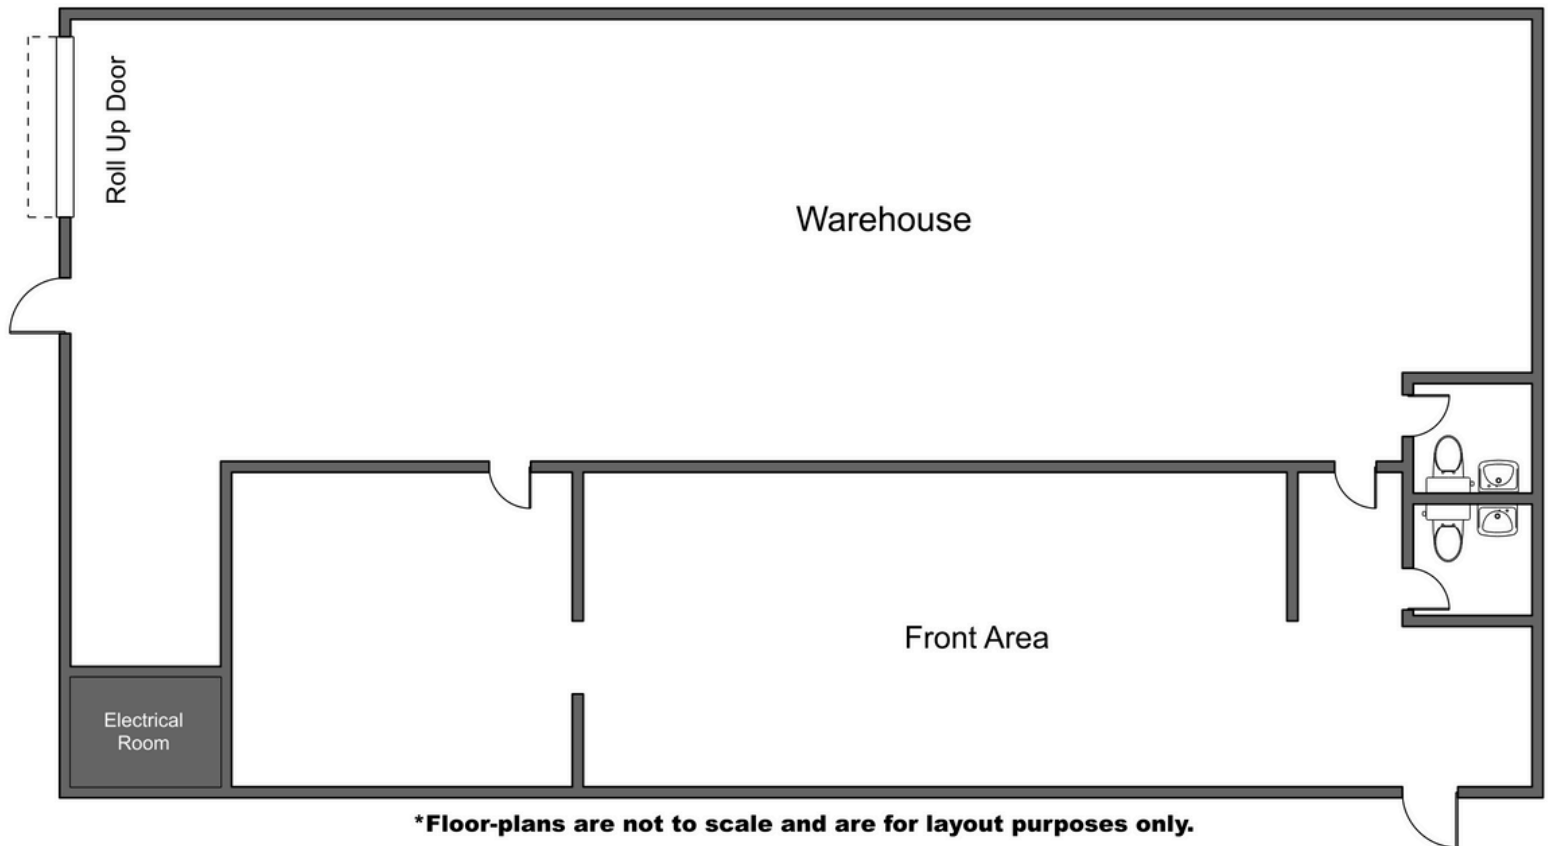 Roll Up Door
Warehouse
Front Area
Electrical
Room
*Floor-plans are not to scale and are for layout purposes only.